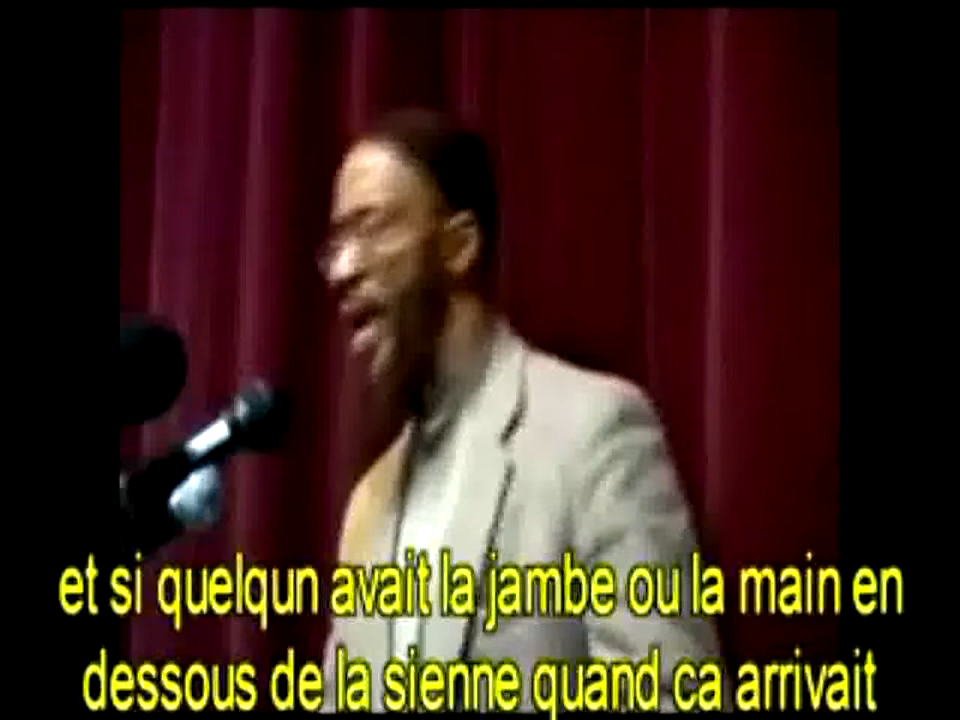 et si quelqun avait la jambe ou la main en
dessous de la sienne quand ca arrivait